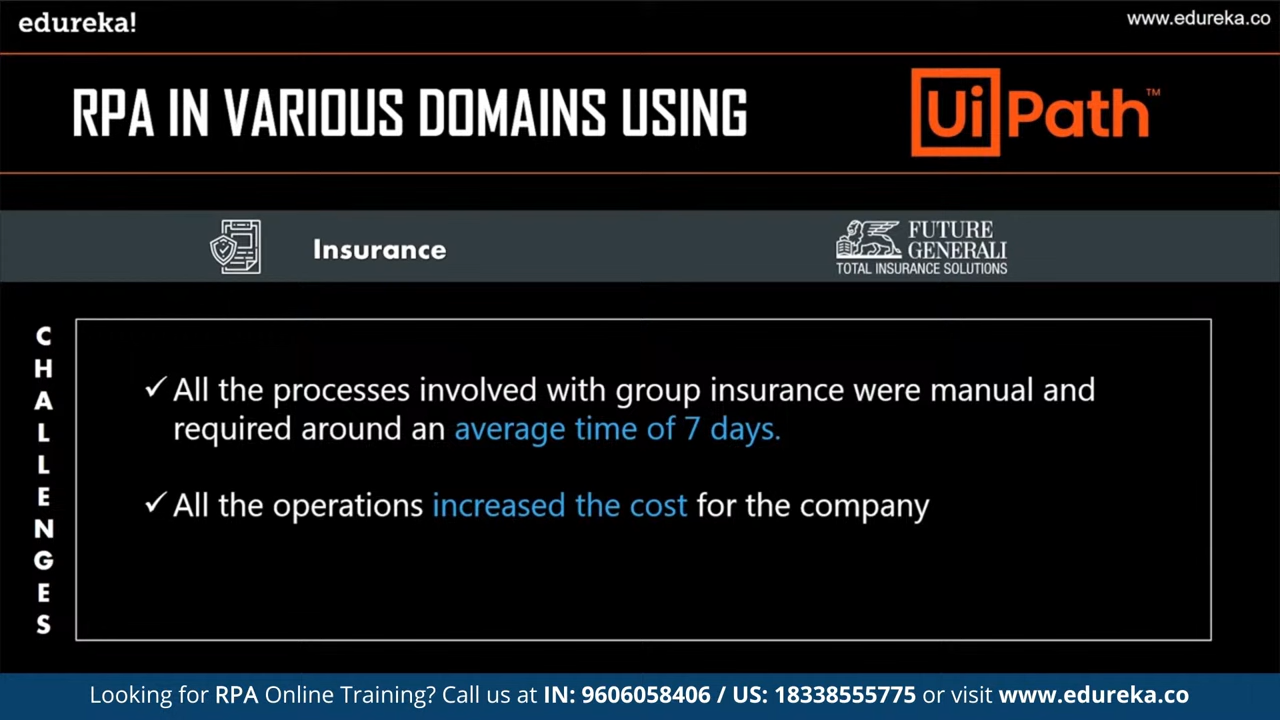 edureka!
www.edureka.co
RPA IN VARIOUS DOMAINS USING
UiPath™
Insurance
FUTURE
GENERALI
TOTAL INSURANCE SOLUTIONS
CHALLENGES
✓ All the processes involved with group insurance were manual and
required around an average time of 7 days.
✓ All the operations increased the cost for the company
Looking for RPA Online Training? Call us at IN: 9606058406 / US: 18338555775 or visit www.edureka.co